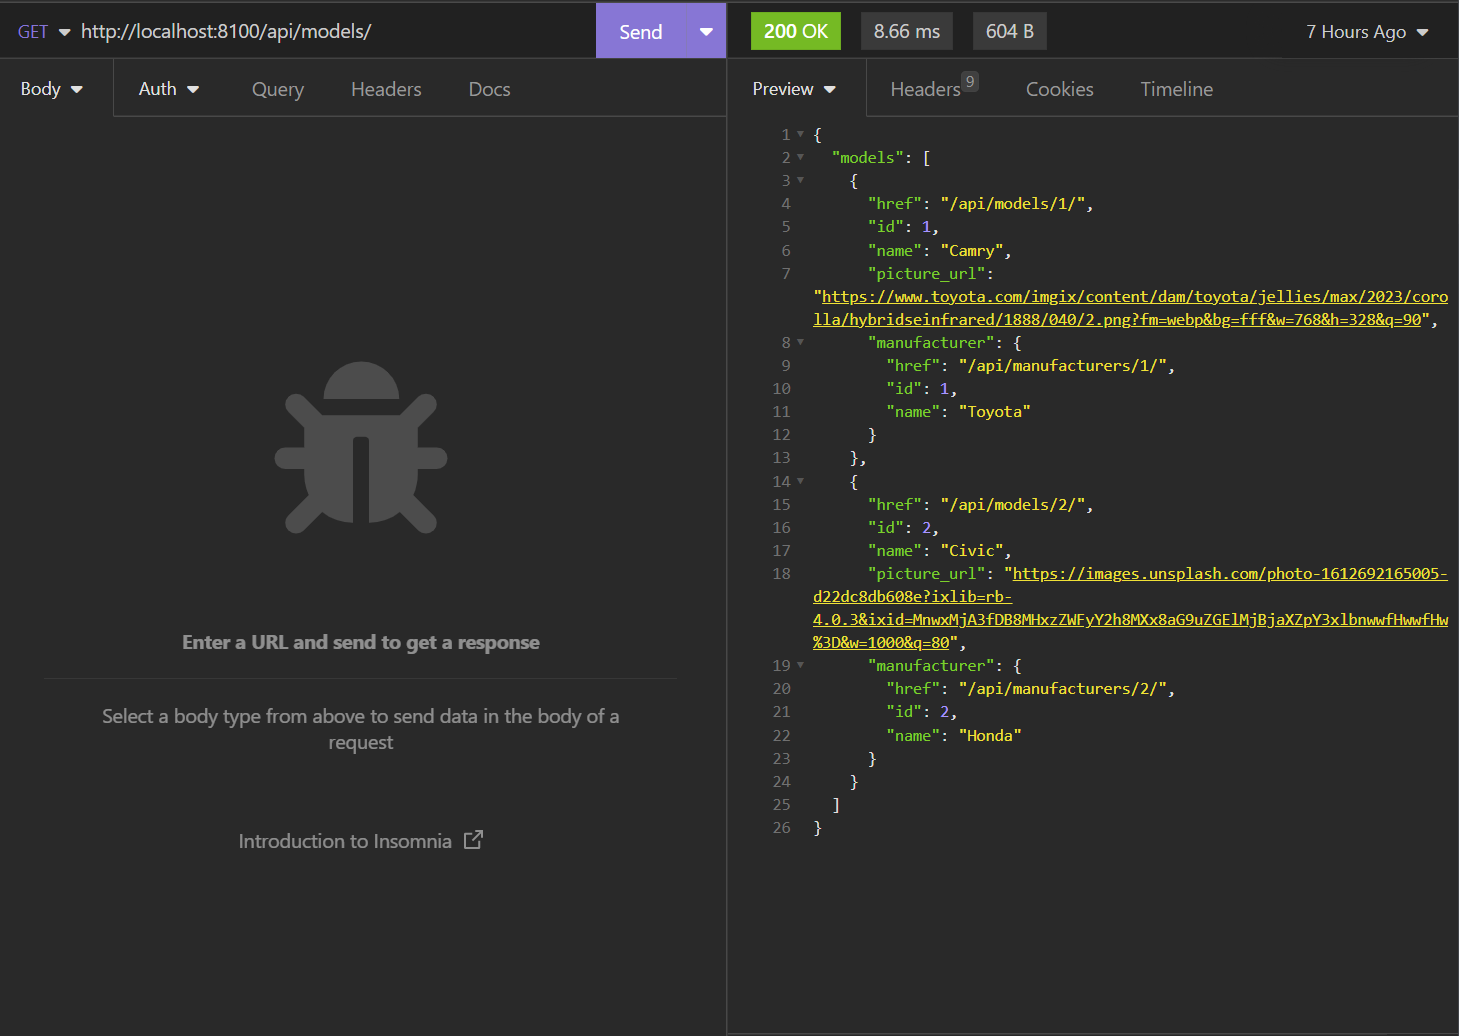 GET http://localhost:8100/api/models/ Send
200 OK 8.66 ms 604 B 7 Hours Ago
Body Auth Query Headers Docs
Preview Headers 9 Cookies Timeline
Enter a URL and send to get a response
Select a body type from above to send data in the body of a
request
Introduction to Insomnia
1 {
2 "models": [
3 {
4 "href": "/api/models/1/",
5 "id": 1,
6 "name": "Camry",
7 "picture_url":
"https://www.toyota.com/imgix/content/dam/toyota/jellies/max/2023/coro
lla/hybridseinfrared/1888/040/2.png?fm=webp&bg=fff&w=768&h=328&q=90",
8 "manufacturer": {
9 "href": "/api/manufacturers/1/",
10 "id": 1,
11 "name": "Toyota"
12 }
13 },
14 {
15 "href": "/api/models/2/",
16 "id": 2,
17 "name": "Civic",
18 "picture_url": "https://images.unsplash.com/photo-1612692165005-
d22dc8db608e?ixlib=rb-
4.0.3&ixid=MnwxMjA3fDB8MHxzZWFyY2h8MXx8aG9uZGElMjBjaXZpY3xlbnwwfHwwfHw
%3D&w=1000&q=80",
19 "manufacturer": {
20 "href": "/api/manufacturers/2/",
21 "id": 2,
22 "name": "Honda"
23 }
24 }
25 ]
26 }